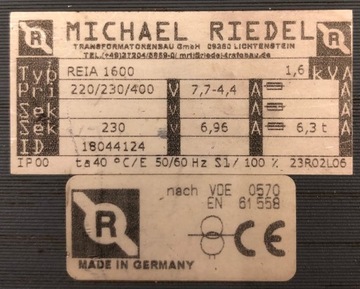 R MICHAEL RIEDEL
TRANSFORMATORENBAU GmbH 09350 LICHTENSTEIN
Typ REIA 1600 1,6 kVA
Pri 220/230/400 V 7,7-4,4 A A
Sek V A A
Sek 230 V 6,96 A 6,3 t A
ID 18044124
IP00 ta 40 °C/E 50/60 Hz S1/ 100 % 23R02L06
R
nach VDE 0570
EN 61 558
CE
MADE IN GERMANY